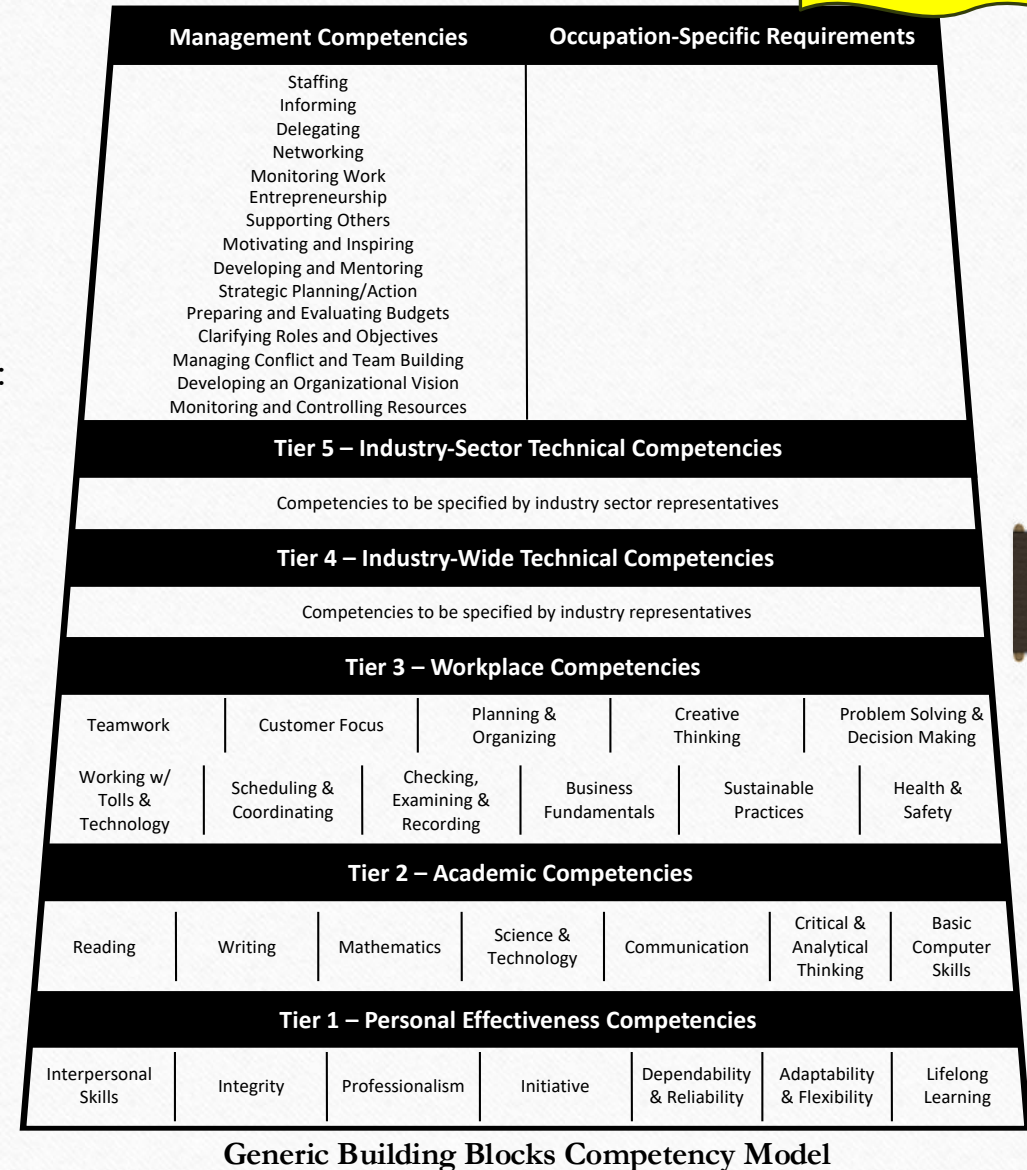 Management Competencies
Occupation-Specific Requirements
Staffing
Informing
Delegating
Networking
Monitoring Work
Entrepreneurship
Supporting Others
Motivating and Inspiring
Developing and Mentoring
Strategic Planning/Action
Preparing and Evaluating Budgets
Clarifying Roles and Objectives
Managing Conflict and Team Building
Developing an Organizational Vision
Monitoring and Controlling Resources
:
Tier 5 – Industry-Sector Technical Competencies
Competencies to be specified by industry sector representatives
Tier 4 – Industry-Wide Technical Competencies
Competencies to be specified by industry representatives
Tier 3 – Workplace Competencies
Teamwork
Customer Focus
Planning &
Organizing
Creative
Thinking
Problem Solving &
Decision Making
Working w/
Tolls &
Technology
Scheduling &
Coordinating
Checking,
Examining &
Recording
Business
Fundamentals
Sustainable
Practices
Health &
Safety
Tier 2 – Academic Competencies
Reading
Writing
Mathematics
Science &
Technology
Communication
Critical &
Analytical
Thinking
Basic
Computer
Skills
Tier 1 – Personal Effectiveness Competencies
Interpersonal
Skills
Integrity
Professionalism
Initiative
Dependability
& Reliability
Adaptability
& Flexibility
Lifelong
Learning
Generic Building Blocks Competency Model